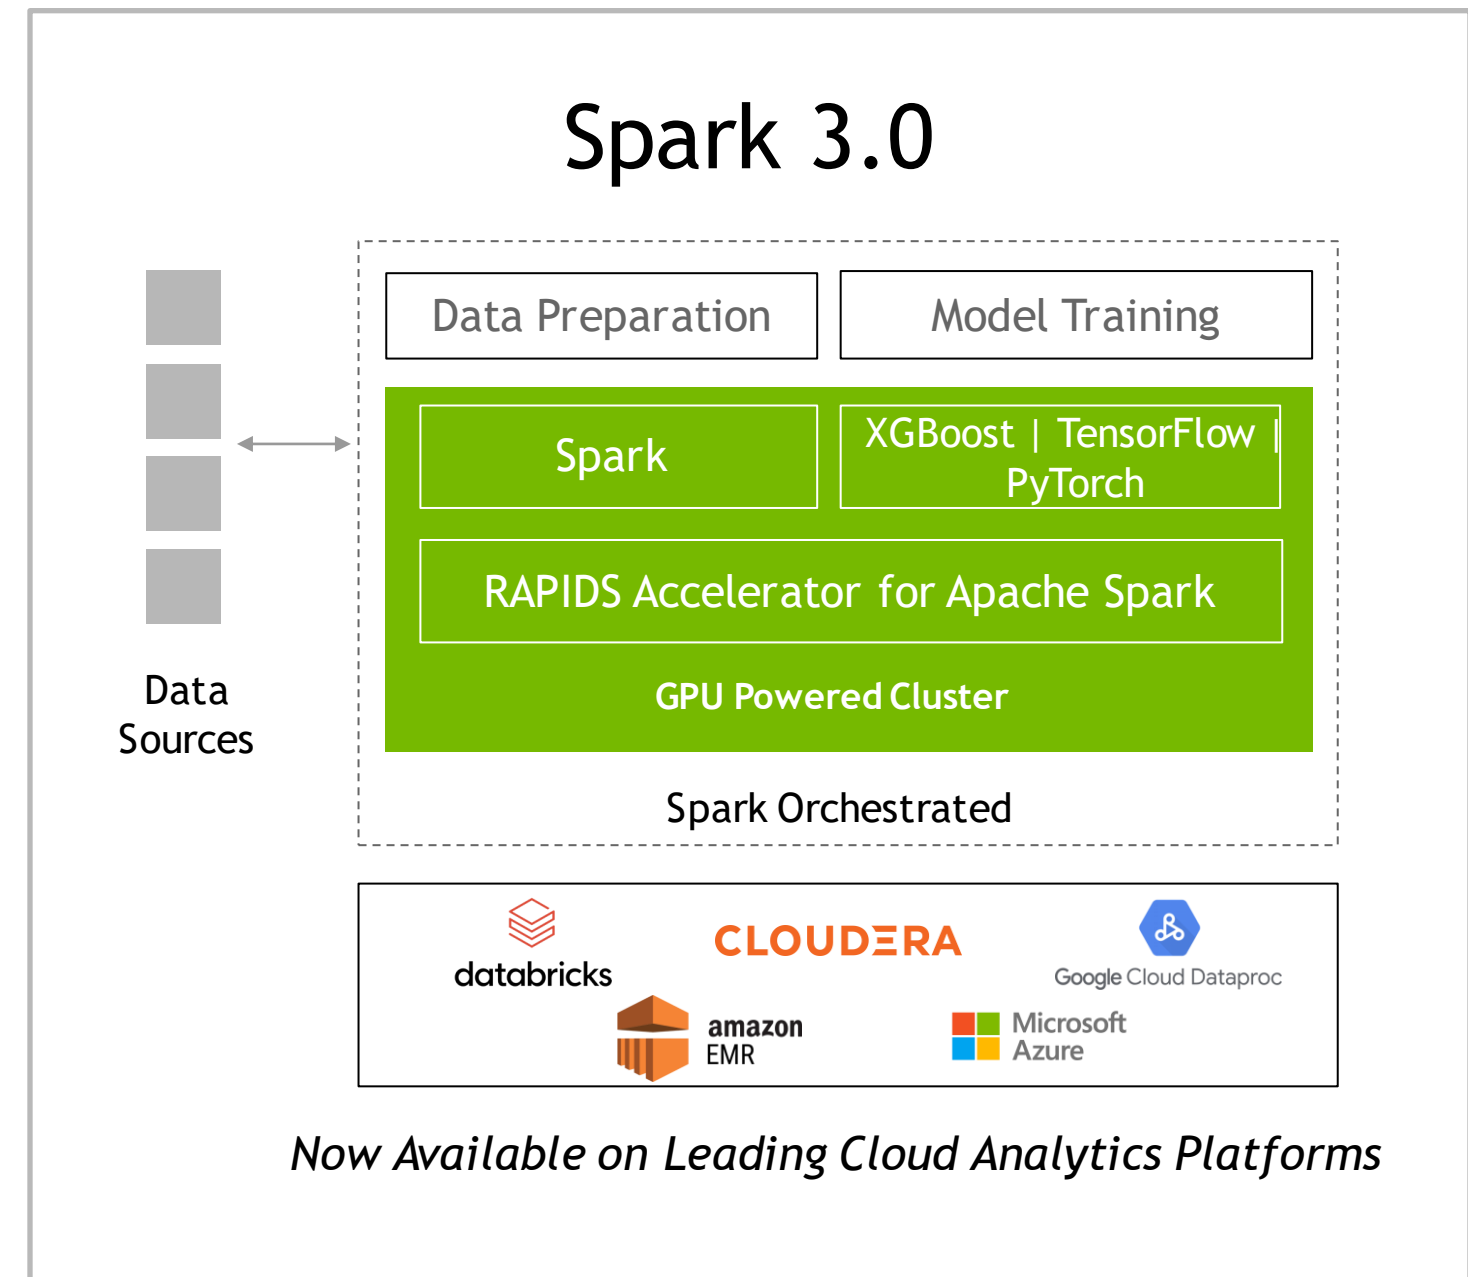 Spark 3.0
Data Preparation
Model Training
Spark
XGBoost | TensorFlow |
PyTorch
RAPIDS Accelerator for Apache Spark
GPU Powered Cluster
Data
Sources
Spark Orchestrated
databricks
CLOUDERA
Google Cloud Dataproc
amazon
EMR
Microsoft
Azure
Now Available on Leading Cloud Analytics Platforms